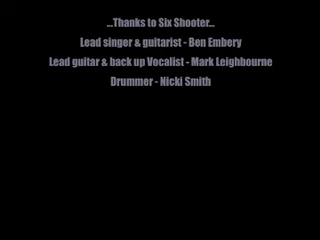 ...Thanks to Six Shooter...
Lead singer & guitarist - Ben Embery
Lead guitar & back up Vocalist - Mark Leighbourne
Drummer - Nicki Smith